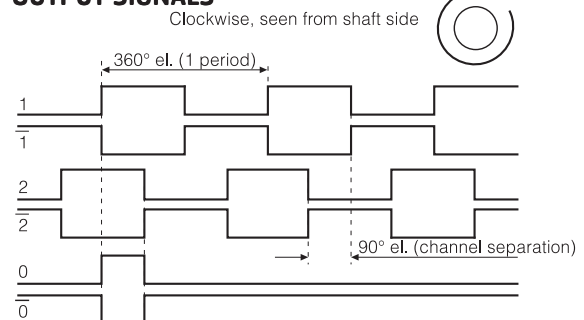 OUTPUT SIGNALS
Clockwise, seen from shaft side
360° el. (1 period)
1
1̅
2
2̅
90° el. (channel separation)
0
0̅